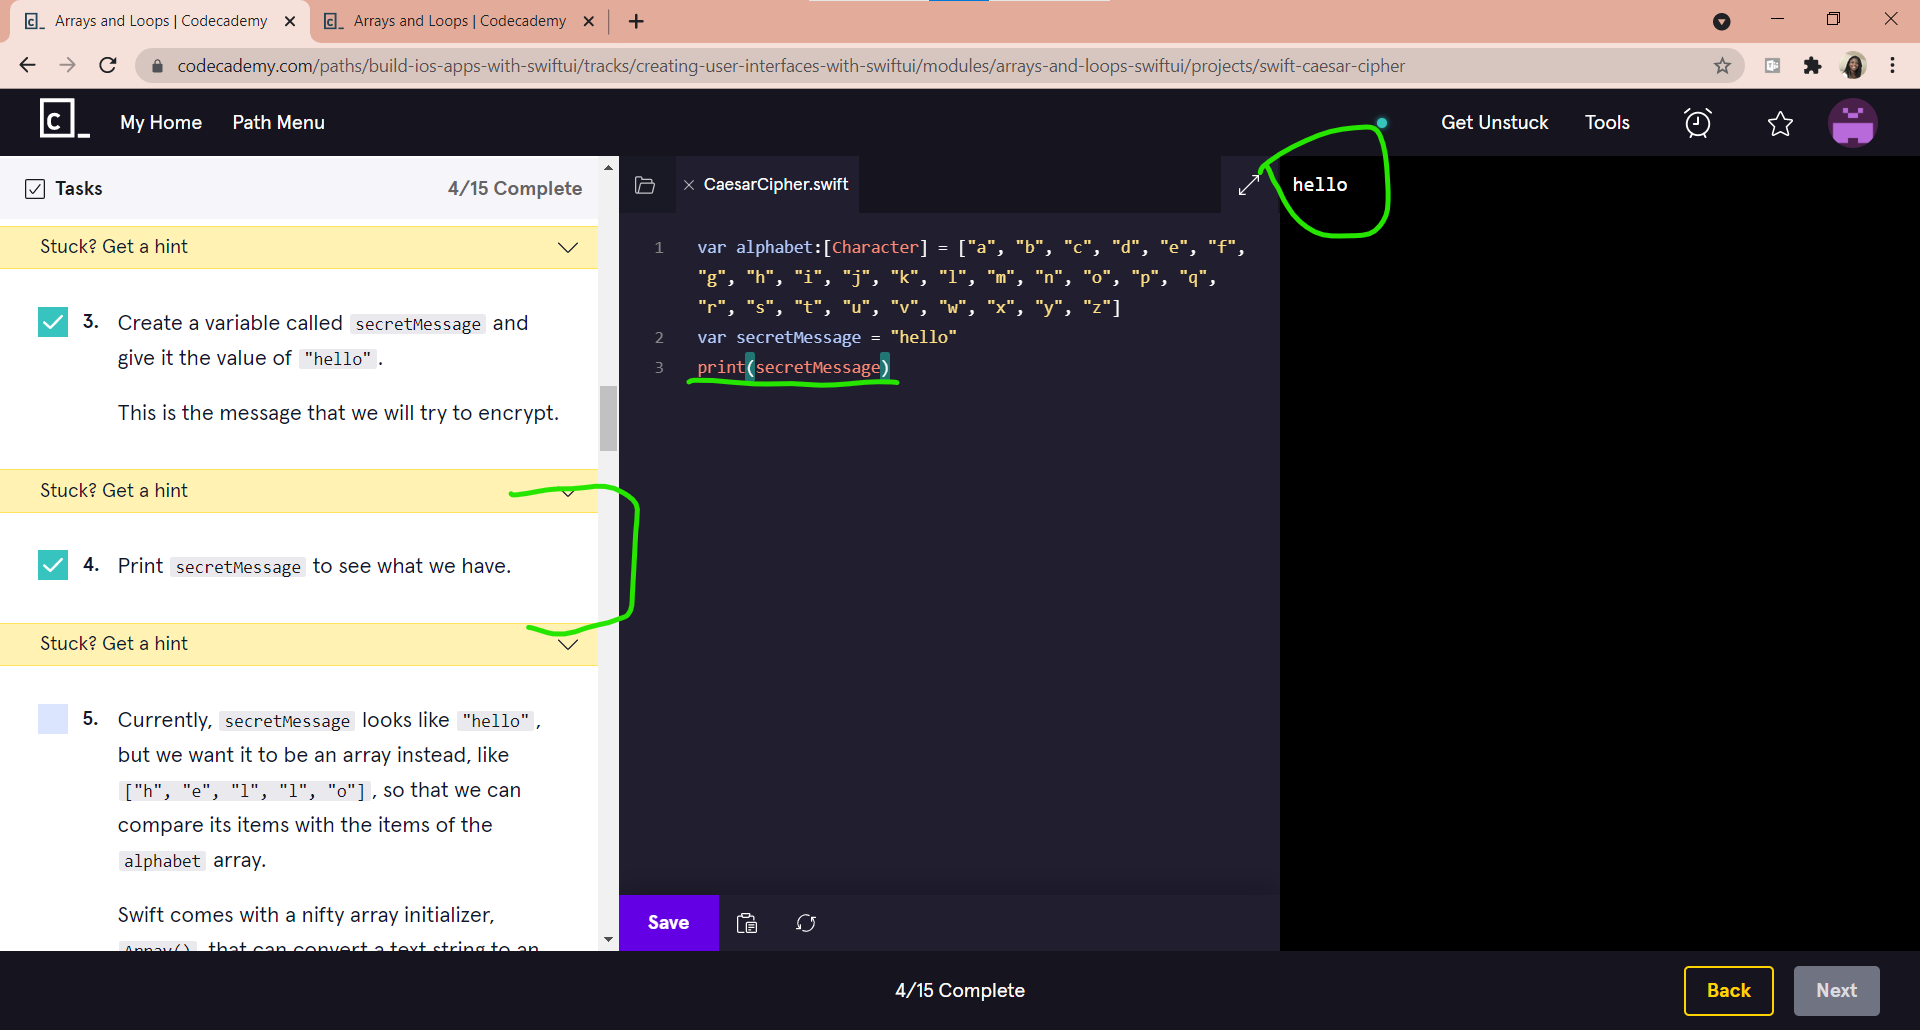 Arrays and Loops | Codecademy
Arrays and Loops | Codecademy
codecademy.com/paths/build-ios-apps-with-swiftui/tracks/creating-user-interfaces-with-swiftui/modules/arrays-and-loops-swiftui/projects/swift-caesar-cipher
My Home
Path Menu
Get Unstuck
Tools
Tasks
4/15 Complete
Stuck? Get a hint
3. Create a variable called secretMessage and
give it the value of "hello".
This is the message that we will try to encrypt.
Stuck? Get a hint
4. Print secretMessage to see what we have.
Stuck? Get a hint
5. Currently, secretMessage looks like "hello",
but we want it to be an array instead, like
["h", "e", "l", "l", "o"], so that we can
compare its items with the items of the
alphabet array.
Swift comes with a nifty array initializer,
Array(), that can convert a text string to an
CaesarCipher.swift
1 var alphabet:[Character] = ["a", "b", "c", "d", "e", "f",
"g", "h", "i", "j", "k", "l", "m", "n", "o", "p", "q",
"r", "s", "t", "u", "v", "w", "x", "y", "z"]
2 var secretMessage = "hello"
3 print(secretMessage)
hello
Save
4/15 Complete
Back
Next